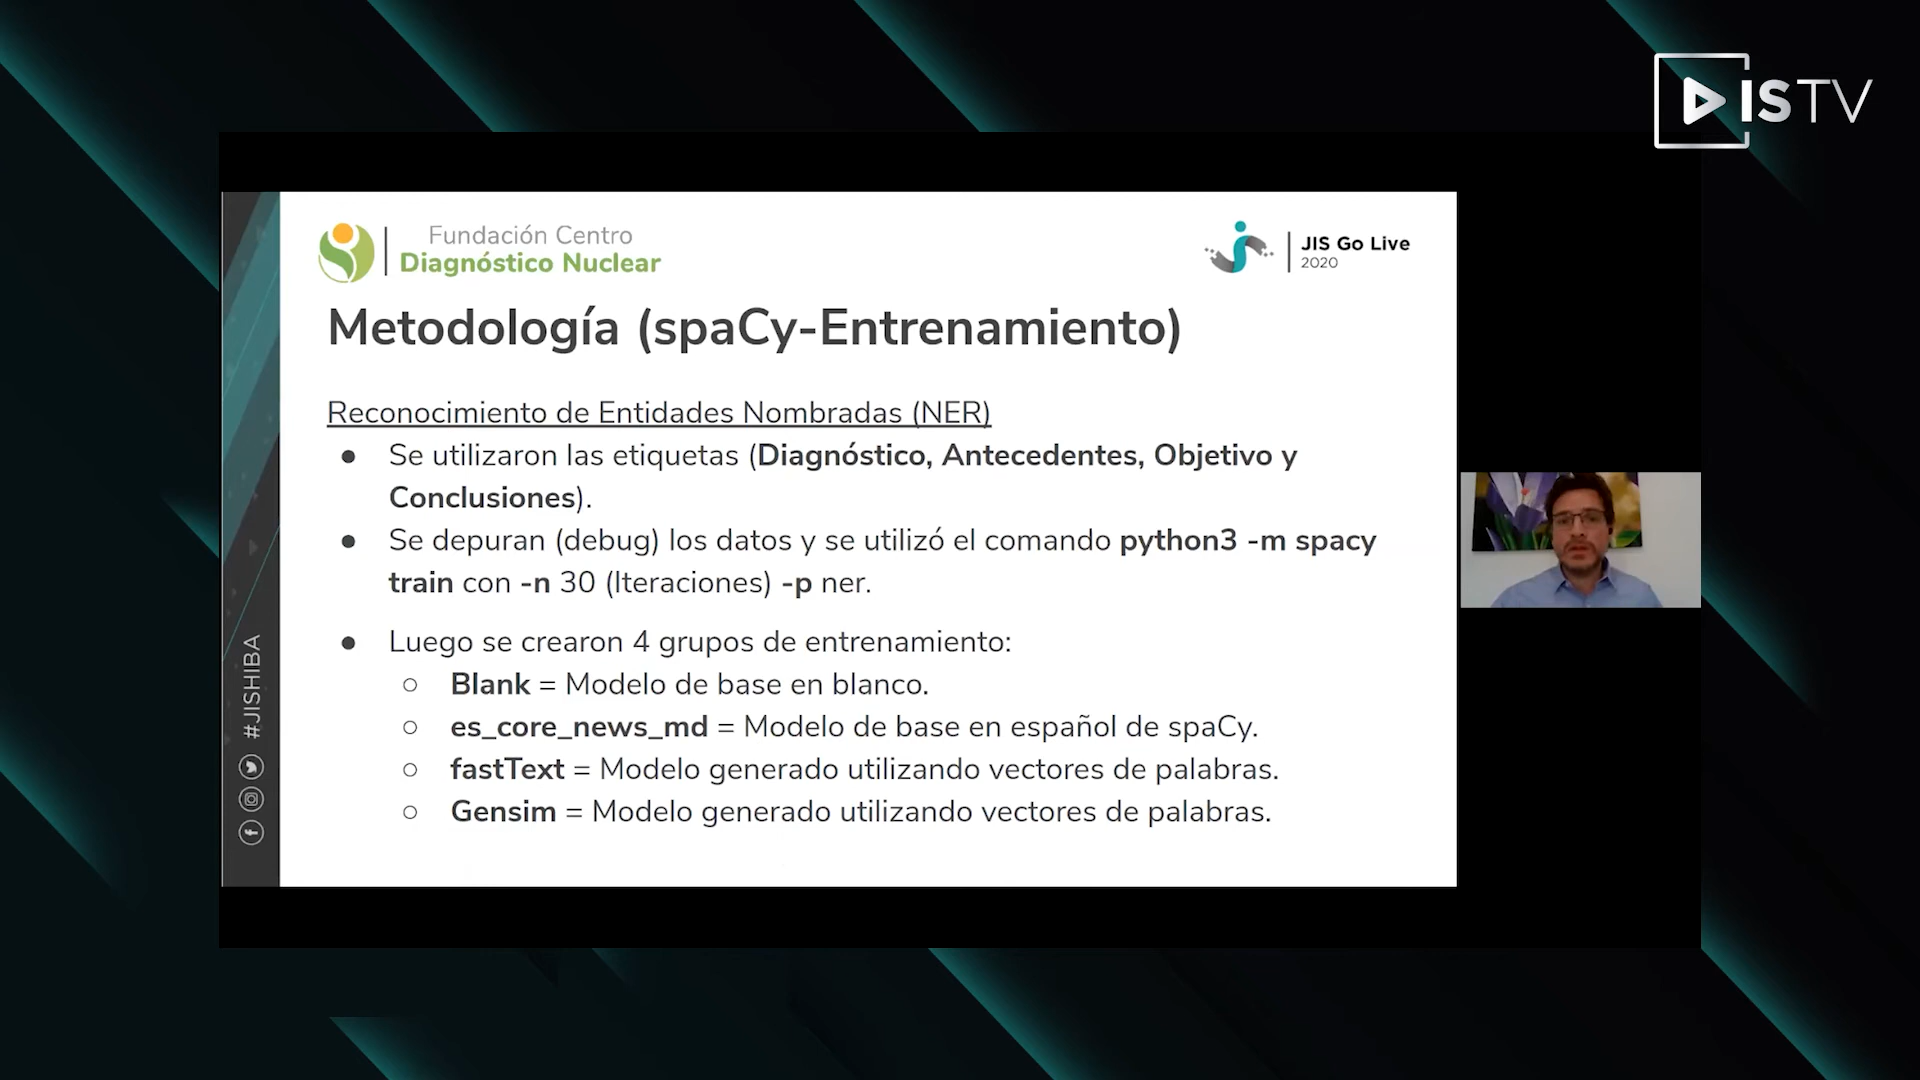 ISTV
Fundación Centro
Diagnóstico Nuclear
JIS Go Live
2020
Metodología (spaCy-Entrenamiento)
Reconocimiento de Entidades Nombradas (NER)
● Se utilizaron las etiquetas (Diagnóstico, Antecedentes, Objetivo y
Conclusiones).
● Se depuran (debug) los datos y se utilizó el comando python3 -m spacy
train con -n 30 (Iteraciones) -p ner.
● Luego se crearon 4 grupos de entrenamiento:
○ Blank = Modelo de base en blanco.
○ es_core_news_md = Modelo de base en español de spaCy.
○ fastText = Modelo generado utilizando vectores de palabras.
○ Gensim = Modelo generado utilizando vectores de palabras.
#JISHIBA